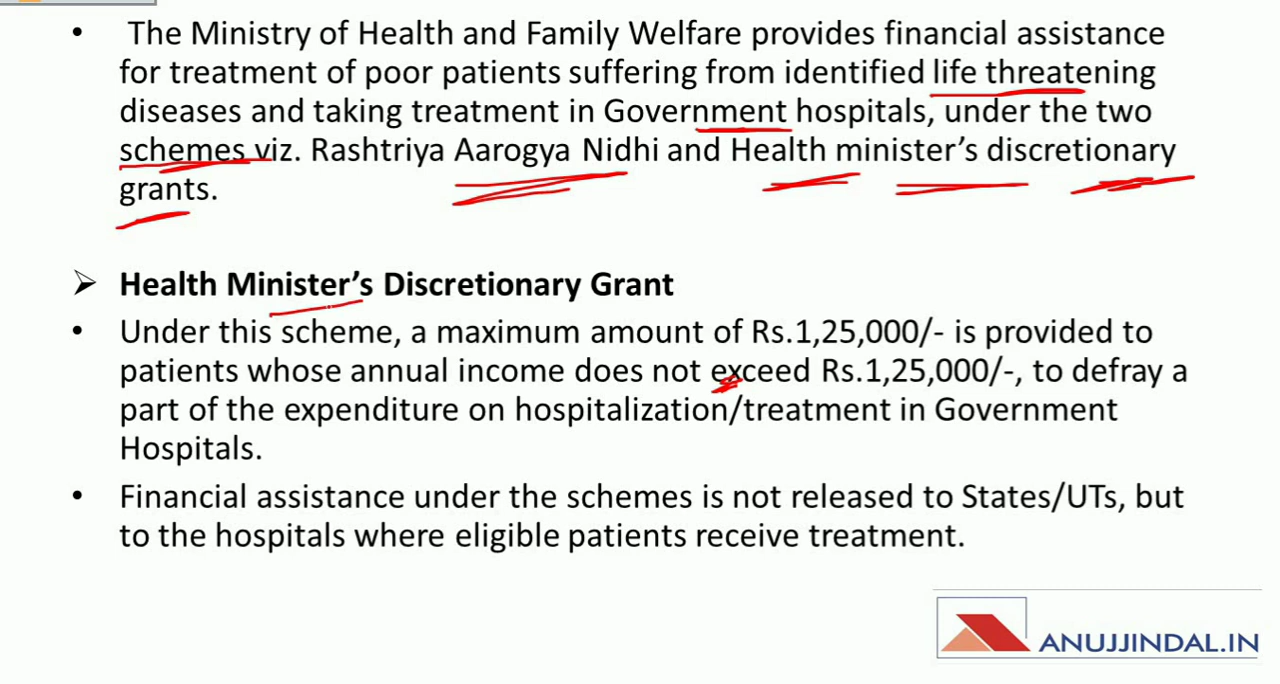 • The Ministry of Health and Family Welfare provides financial assistance
for treatment of poor patients suffering from identified life threatening
diseases and taking treatment in Government hospitals, under the two
schemes viz. Rashtriya Aarogya Nidhi and Health minister's discretionary
grants.
➢ Health Minister's Discretionary Grant
• Under this scheme, a maximum amount of Rs.1,25,000/- is provided to
patients whose annual income does not exceed Rs.1,25,000/-, to defray a
part of the expenditure on hospitalization/treatment in Government
Hospitals.
• Financial assistance under the schemes is not released to States/UTs, but
to the hospitals where eligible patients receive treatment.
ANUJJINDAL.IN